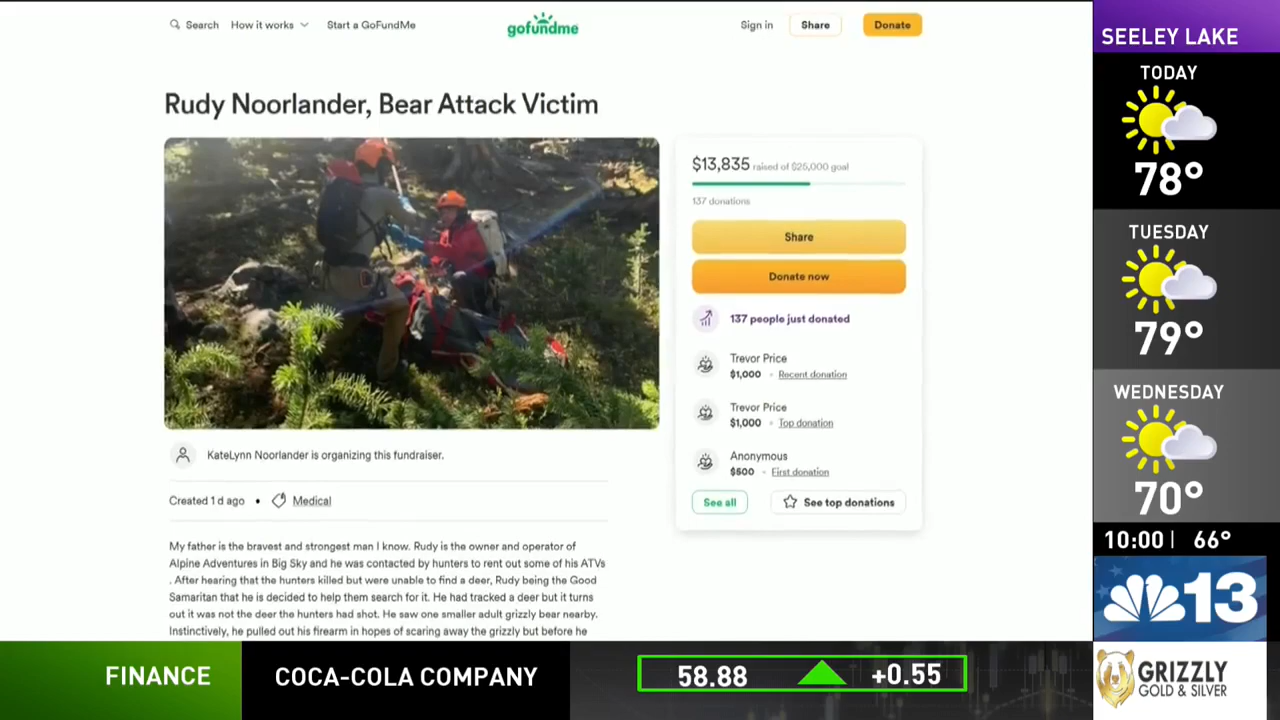 Search How it works Start a GoFundMe
gofundme
Sign in Share Donate
Rudy Noorlander, Bear Attack Victim
$13,835 raised of $25,000 goal
137 donations
Share
Donate now
137 people just donated
Trevor Price
$1,000 • Recent donation
Trevor Price
$1,000 • Top donation
Anonymous
$500 • First donation
See all See top donations
KateLynn Noorlander is organizing this fundraiser.
Created 1 d ago • Medical
My father is the bravest and strongest man I know. Rudy is the owner and operator of
Alpine Adventures in Big Sky and he was contacted by hunters to rent out some of his ATVs
. After hearing that the hunters killed but were unable to find a deer, Rudy being the Good
Samaritan that he is decided to help them search for it. He had tracked a deer but it turns
out it was not the deer the hunters had shot. He saw one smaller adult grizzly bear nearby.
Instinctively, he pulled out his firearm in hopes of scaring away the grizzly but before he
SEELEY LAKE
TODAY
78°
TUESDAY
79°
WEDNESDAY
70°
10:00 | 66°
13
GRIZZLY
GOLD & SILVER
FINANCE COCA-COLA COMPANY 58.88 +0.55